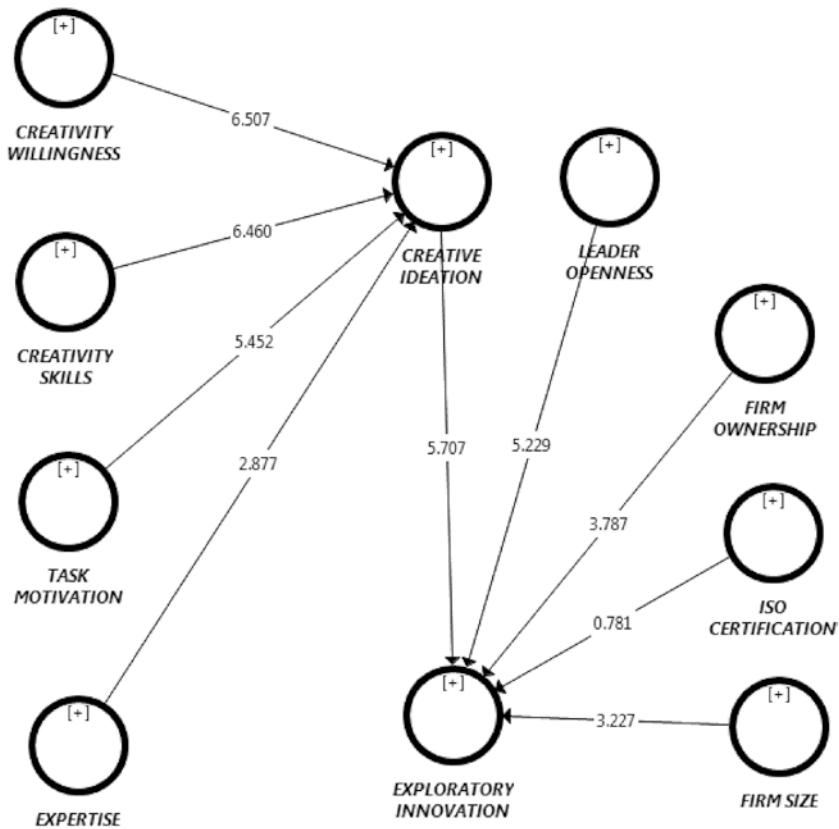 [+]
CREATIVITY
WILLINGNESS
6.507
[+]
CREATIVE
IDEATION
[+]
LEADER
OPENNESS
[+]
CREATIVITY
SKILLS
6.460
[+]
FIRM
OWNERSHIP
5.452
[+]
TASK
MOTIVATION
2.877
5.707
5.229
3.787
[+]
ISO
CERTIFICATION
0.781
[+]
EXPERTISE
[+]
EXPLORATORY
INNOVATION
3.227
[+]
FIRM SIZE